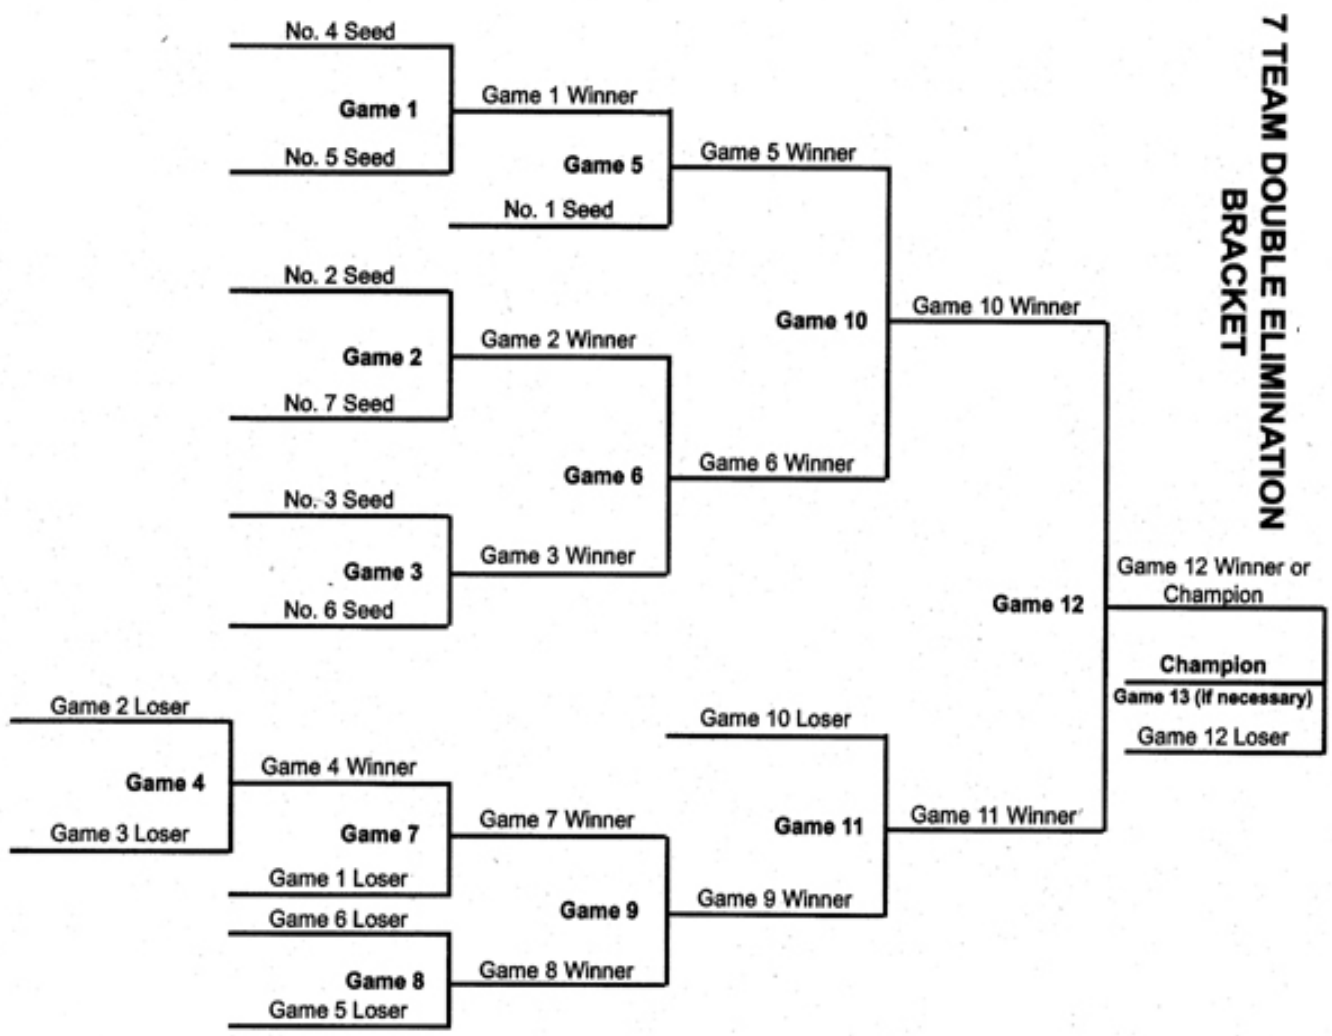 7 TEAM DOUBLE ELIMINATION
BRACKET
No. 4 Seed
Game 1
No. 5 Seed
Game 1 Winner
Game 5
No. 1 Seed
Game 5 Winner
No. 2 Seed
Game 2
No. 7 Seed
Game 2 Winner
Game 6
No. 3 Seed
Game 3
No. 6 Seed
Game 3 Winner
Game 6 Winner
Game 10
Game 10 Winner
Game 12
Game 12 Winner or
Champion
Champion
Game 13 (if necessary)
Game 12 Loser
Game 2 Loser
Game 4
Game 3 Loser
Game 4 Winner
Game 7
Game 1 Loser
Game 7 Winner
Game 9
Game 6 Loser
Game 8
Game 5 Loser
Game 8 Winner
Game 10 Loser
Game 11
Game 9 Winner
Game 11 Winner